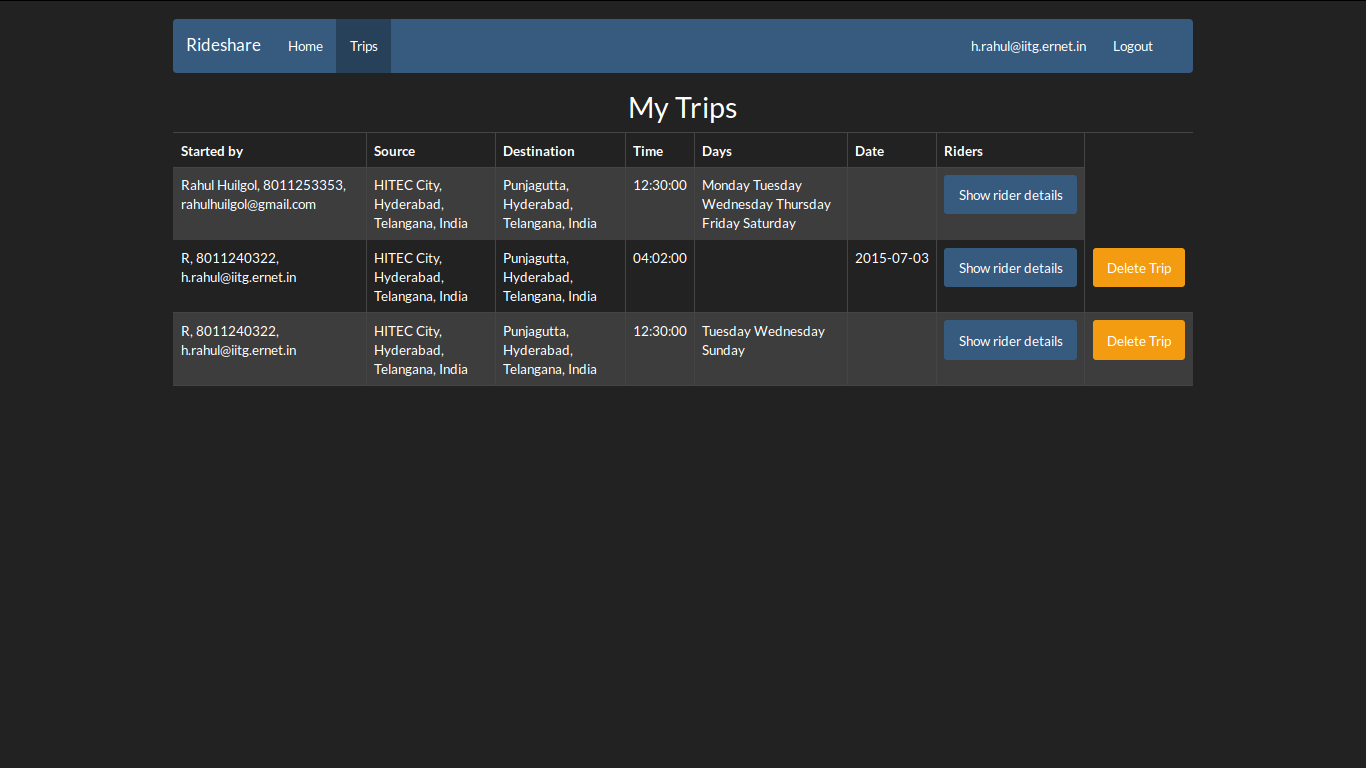 Rideshare Home Trips h.rahul@iitg.ernet.in Logout
My Trips
Started by Source Destination Time Days Date Riders
Rahul Huilgol, 8011253353, HITEC City, Punjagutta, 12:30:00 Monday Tuesday Show rider details
rahulhuilgol@gmail.com Hyderabad, Hyderabad, Wednesday Thursday
Telangana, India Telangana, India Friday Saturday
R, 8011240322, HITEC City, Punjagutta, 04:02:00 2015-07-03 Show rider details Delete Trip
h.rahul@iitg.ernet.in Hyderabad, Hyderabad,
Telangana, India Telangana, India
R, 8011240322, HITEC City, Punjagutta, 12:30:00 Tuesday Wednesday Show rider details Delete Trip
h.rahul@iitg.ernet.in Hyderabad, Hyderabad, Sunday
Telangana, India Telangana, India